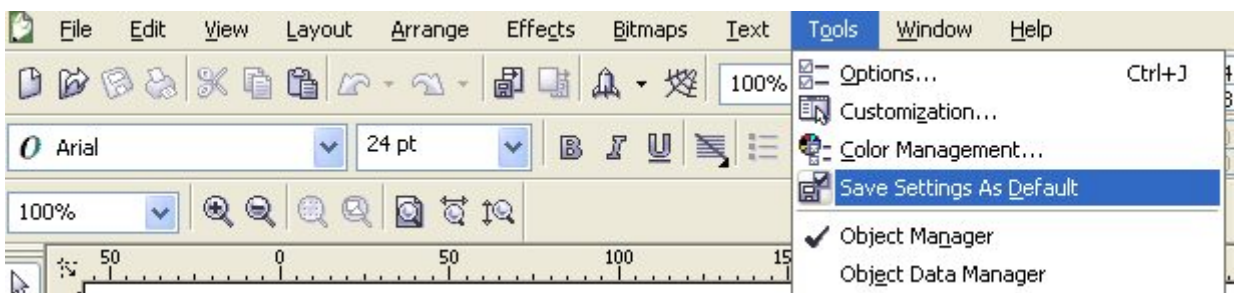 File Edit View Layout Arrange Effects Bitmaps Text Tools Window Help
100%
Options... Ctrl+J
Customization...
Arial 24 pt B I U
Color Management...
Save Settings As Default
100%
Object Manager
50 0 50 100 15
Object Data Manager